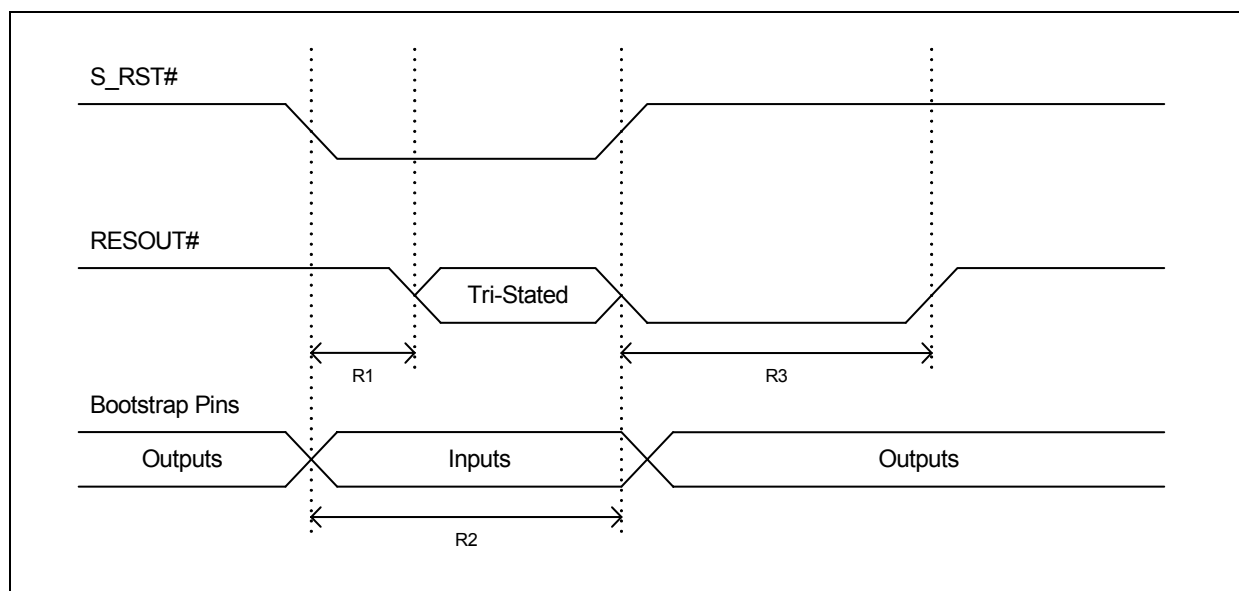 S_RST#
RESOUT#
Tri-Stated
R1
R3
Bootstrap Pins
Outputs
Inputs
Outputs
R2